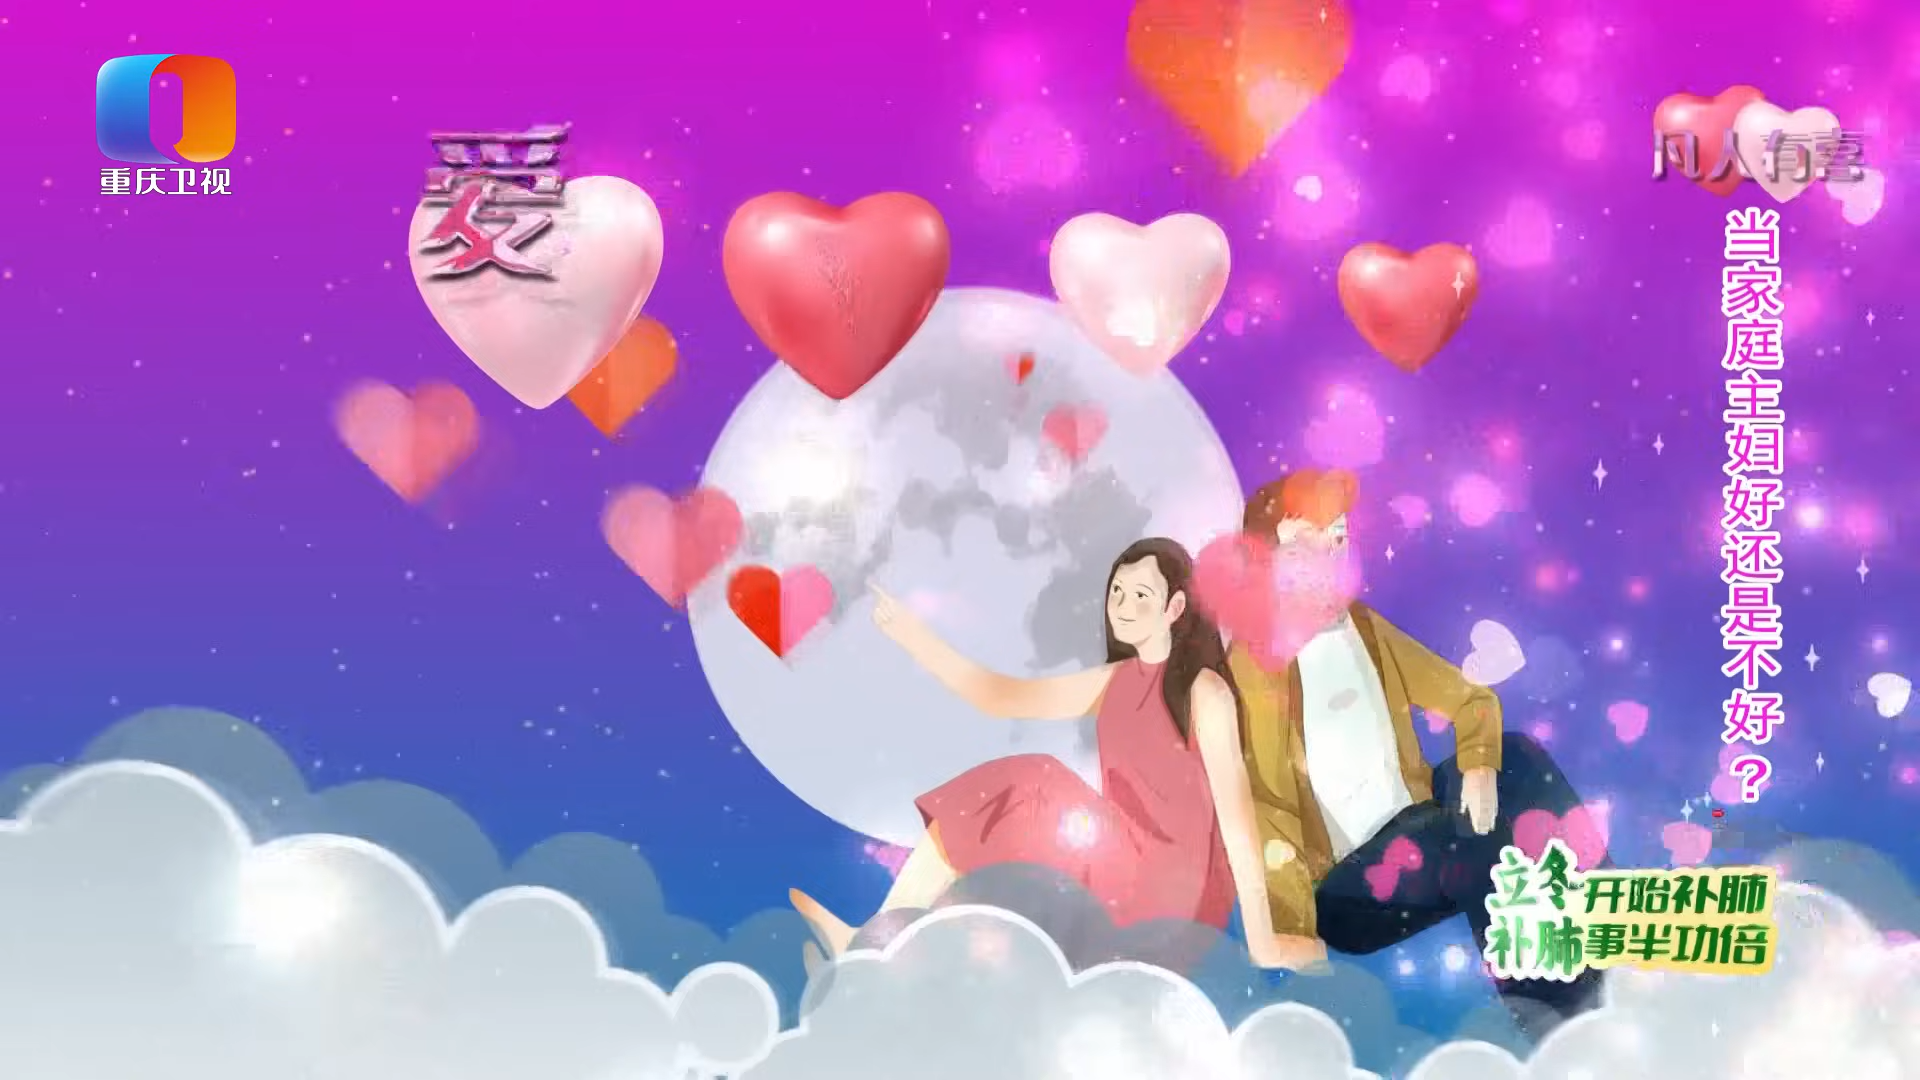 重庆卫视
爱
凡人有喜
当家庭主妇好还是不好？
立冬
补肺
开始补肺
事半功倍